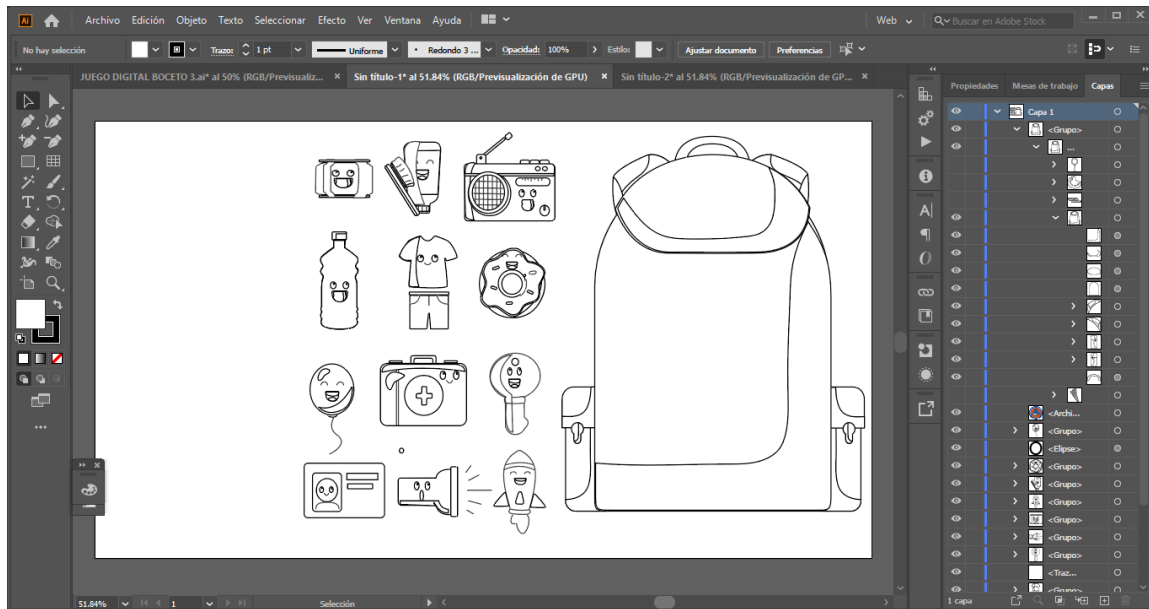 Ai Archivo Edición Objeto Texto Seleccionar Efecto Ver Ventana Ayuda Web Buscar en Adobe Stock
No hay selección Trazo: 1 pt Uniforme Redondo 3 ... Opacidad: 100% Estilo: Ajustar documento Preferencias
JUEGO DIGITAL BOCETO 3.ai* al 50% (RGB/Previsualiz... × Sin título-1* al 51.84% (RGB/Previsualización de GPU) × Sin título-2* al 51.84% (RGB/Previsualización de GP... ×
Propiedades Mesas de trabajo Capas
Capa 1
<Grupo>
...
<Archi...
<Grupo>
<Elipse>
<Grupo>
<Grupo>
<Grupo>
<Grupo>
<Grupo>
<Grupo>
<Traz...
<Grupo>
1 capa
51.84% 1 Selección